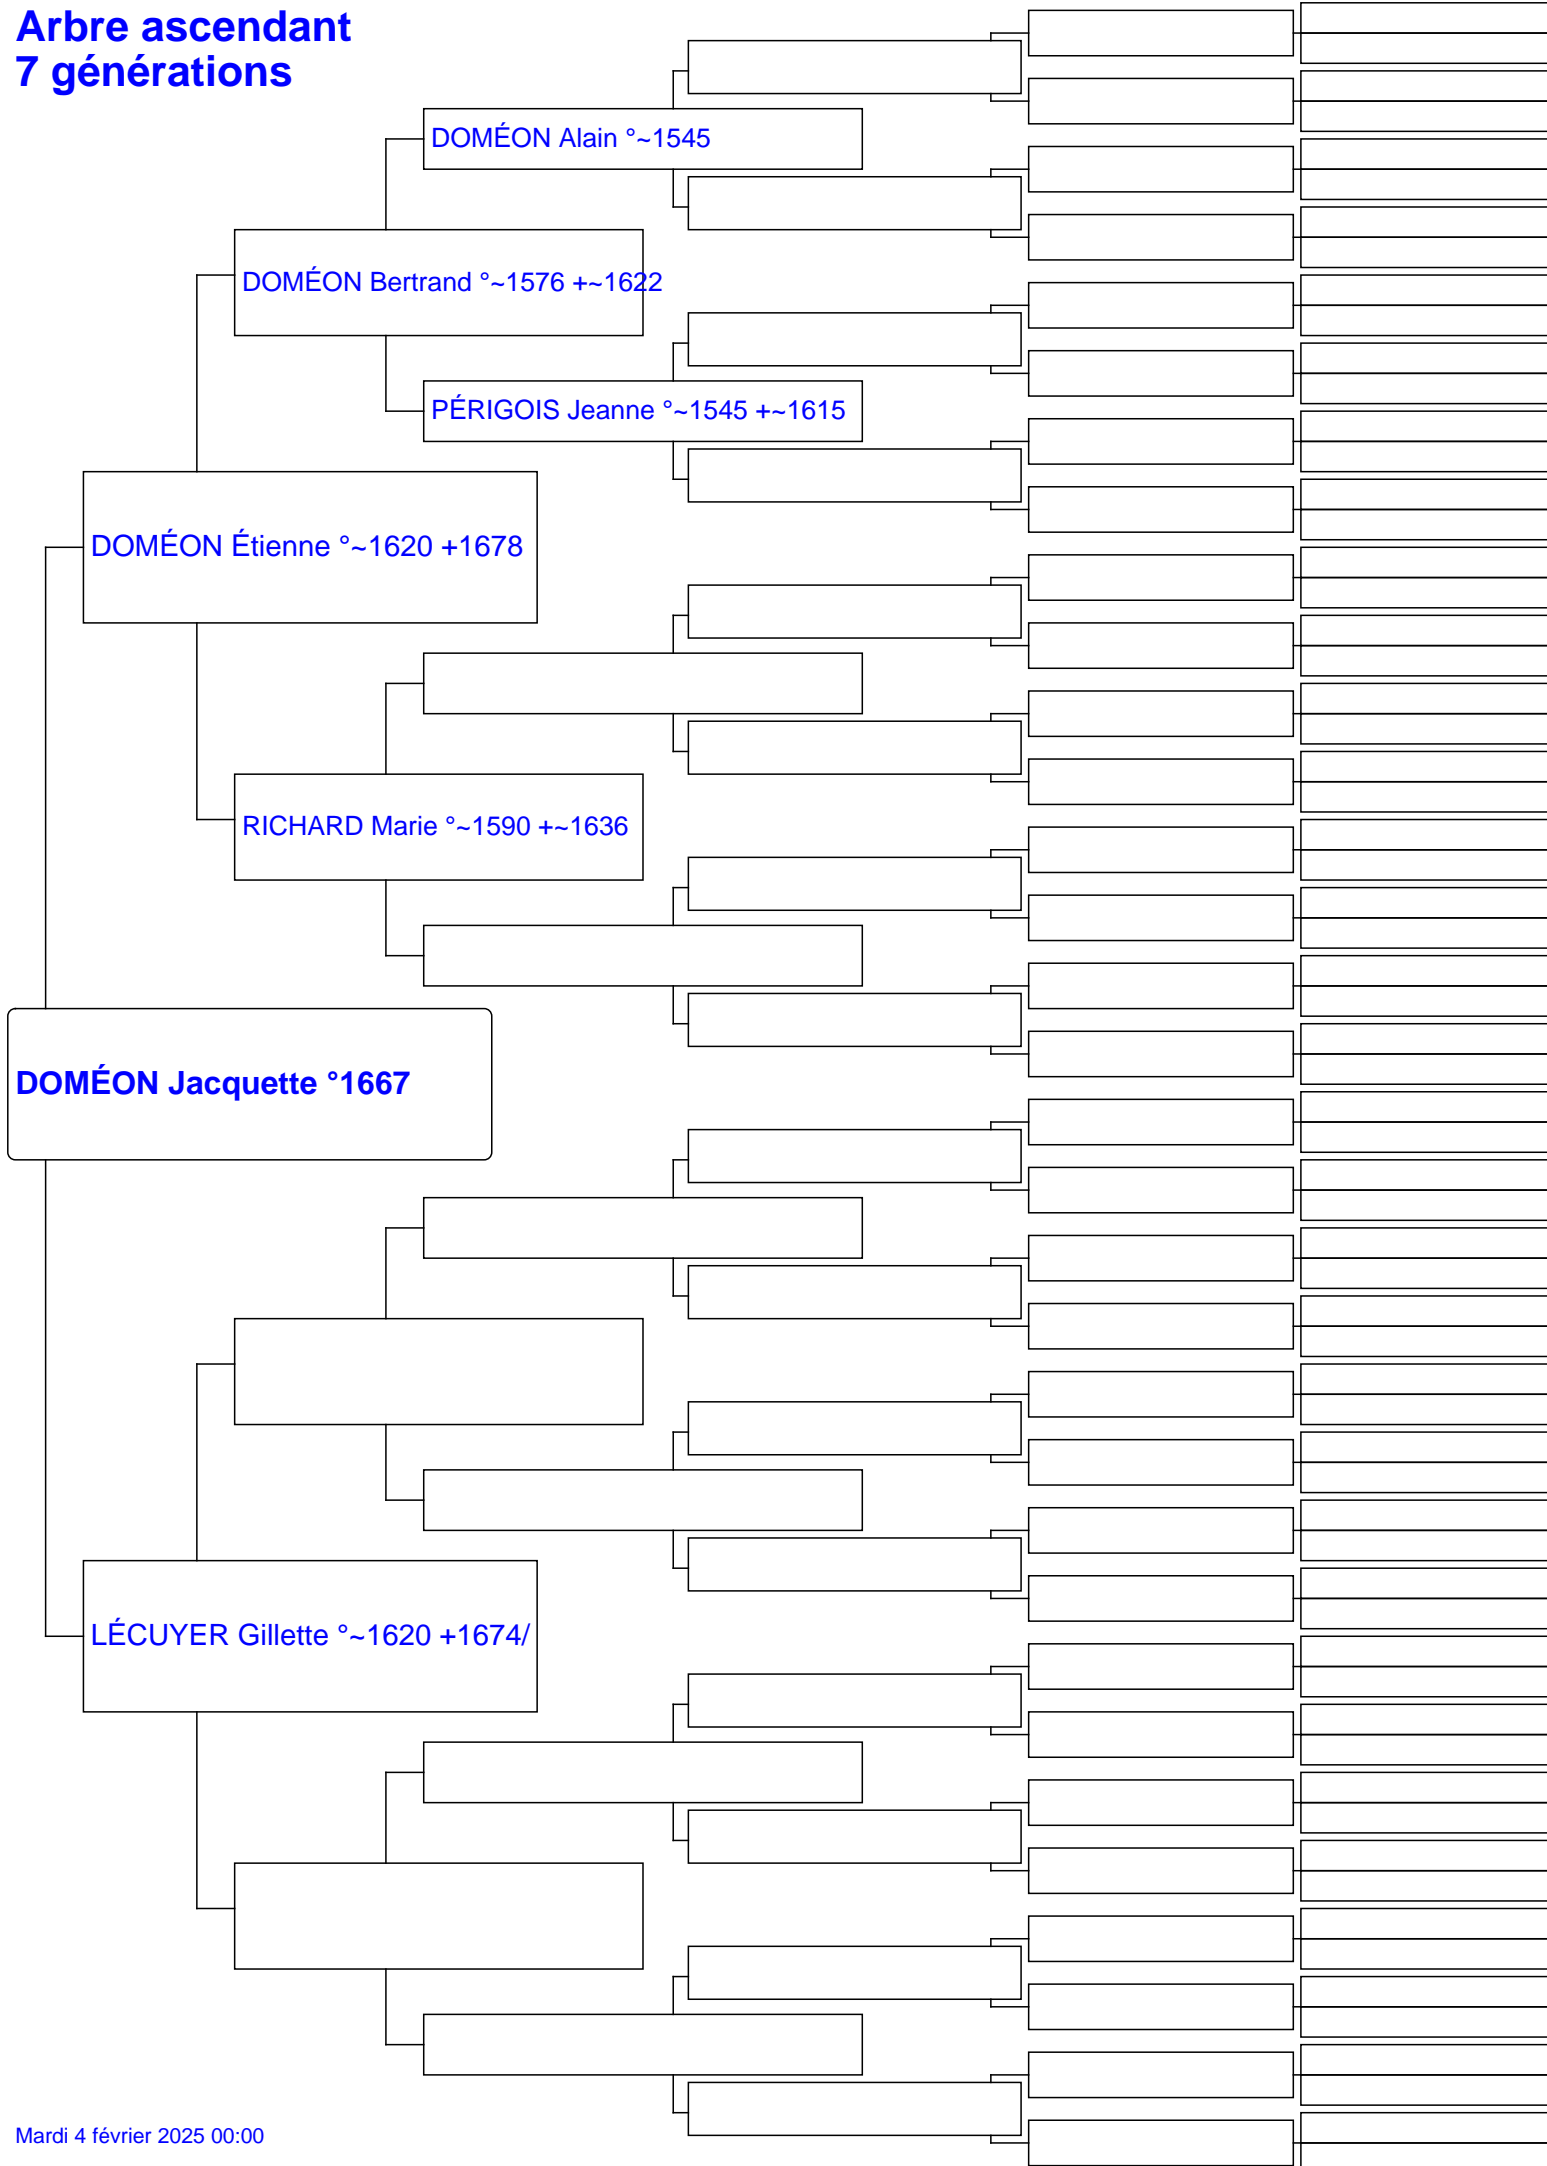 Arbre ascendant
7 générations
DOMÉON Alain °~1545
DOMÉON Bertrand °~1576 +~1622
PÉRIGOIS Jeanne °~1545 +~1615
DOMÉON Étienne °~1620 +1678
RICHARD Marie °~1590 +~1636
DOMÉON Jacquette °1667
LÉCUYER Gillette °~1620 +1674/
Mardi 4 février 2025 00:00